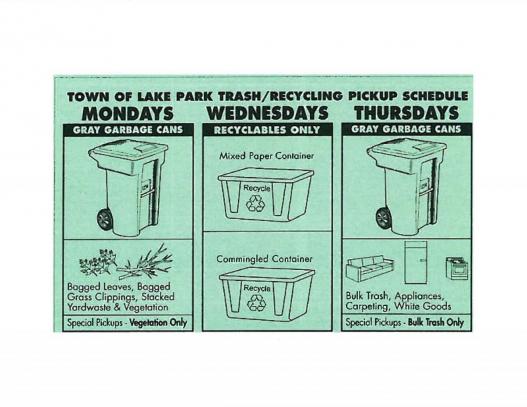 TOWN OF LAKE PARK TRASH/RECYCLING PICKUP SCHEDULE
MONDAYS
GRAY GARBAGE CANS
Bagged Leaves, Bagged
Grass Clippings, Stacked
Yardwaste & Vegetation
Special Pickups - Vegetation Only
WEDNESDAYS
RECYCLABLES ONLY
Mixed Paper Container
Recycle
Commingled Container
Recycle
THURSDAYS
GRAY GARBAGE CANS
Bulk Trash, Appliances,
Carpeting, White Goods
Special Pickups - Bulk Trash Only